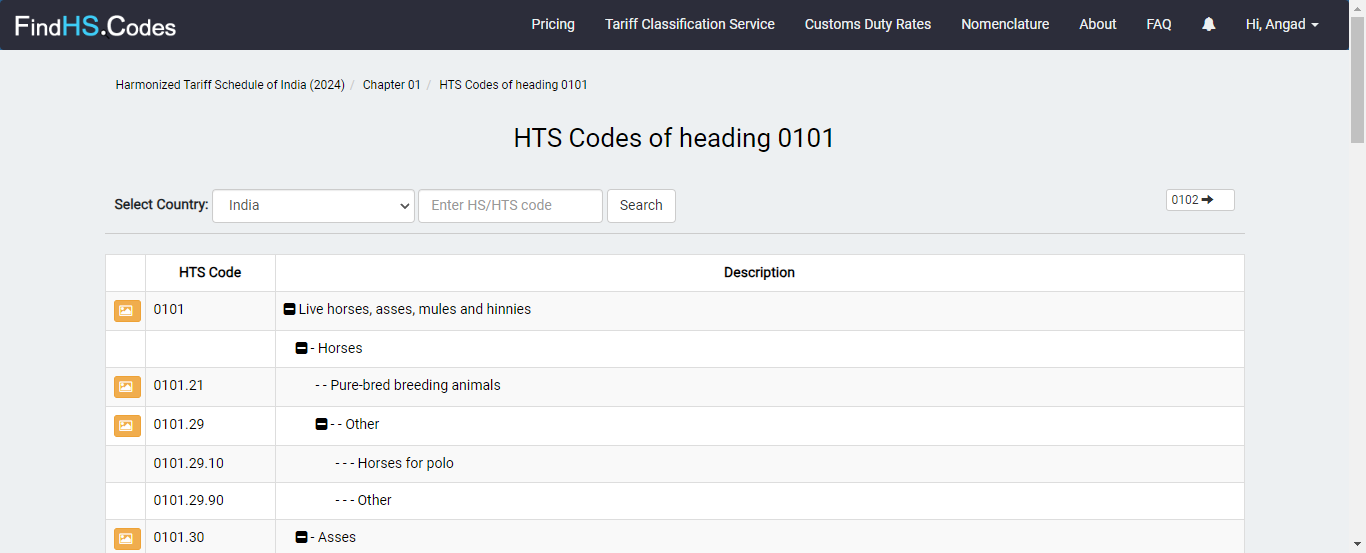 FindHS.Codes Pricing Tariff Classification Service Customs Duty Rates Nomenclature About FAQ Hi, Angad
Harmonized Tariff Schedule of India (2024) / Chapter 01 / HTS Codes of heading 0101
HTS Codes of heading 0101
Select Country: India Enter HS/HTS code Search 0102
HTS Code Description
0101 Live horses, asses, mules and hinnies
- Horses
0101.21 - - Pure-bred breeding animals
0101.29 - - Other
0101.29.10 - - - Horses for polo
0101.29.90 - - - Other
0101.30 - Asses